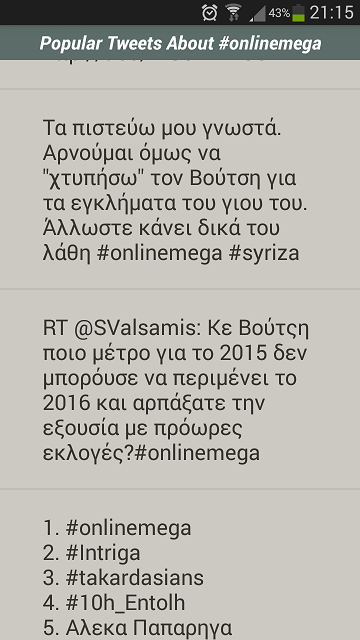 43% 21:15
Popular Tweets About #onlinemega
Τα πιστεύω μου γνωστά.
Αρνούμαι όμως να
"χτυπήσω" τον Βούτση για
τα εγκλήματα του γιου του.
Άλλωστε κάνει δικά του
λάθη #onlinemega #syriza
RT @SValsamis: Κε Βούτςη
ποιο μέτρο για το 2015 δεν
μπορόυσε να περιμένει το
2016 και αρπάξατε την
εξουσία με πρόωρες
εκλογές?#onlinemega
1. #onlinemega
2. #Intriga
3. #takardasians
4. #10h_Entolh
5. Αλεκα Παπαρηγα